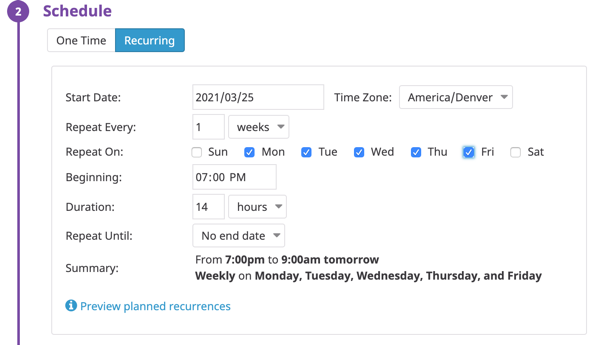 2 Schedule
One Time Recurring
Start Date: 2021/03/25 Time Zone: America/Denver
Repeat Every: 1 weeks
Repeat On: Sun Mon Tue Wed Thu Fri Sat
Beginning: 07:00 PM
Duration: 14 hours
Repeat Until: No end date
From 7:00pm to 9:00am tomorrow
Summary:
Weekly on Monday, Tuesday, Wednesday, Thursday, and Friday
i Preview planned recurrences